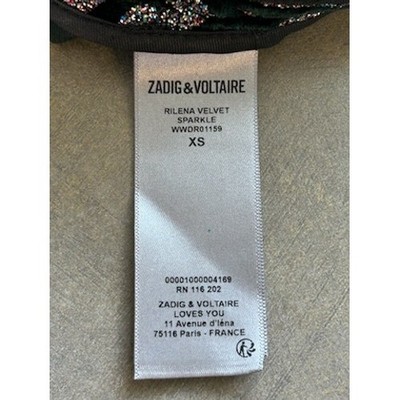 ZADIG & VOLTAIRE
RILENA VELVET
SPARKLE
WWDR01159
XS
00001000004169
RN 116 202
ZADIG & VOLTAIRE
LOVES YOU
11 Avenue d'Iéna
75116 Paris - FRANCE